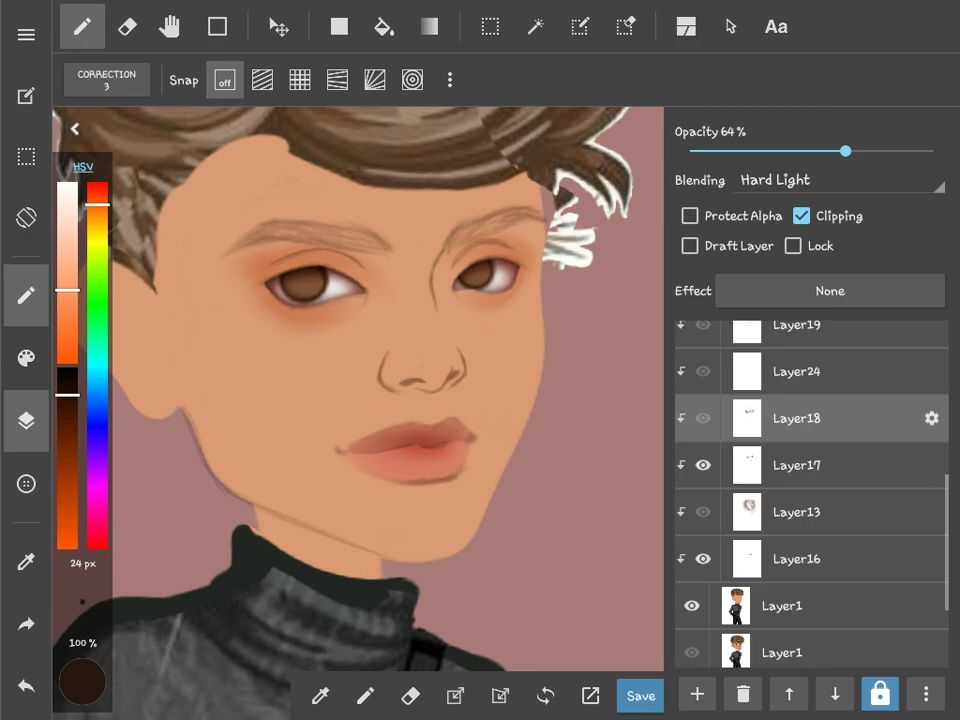 Aa
CORRECTION
3
Snap
off
HSV
24 px
100 %
Opacity 64 %
Blending
Hard Light
Protect Alpha
Clipping
Draft Layer
Lock
Effect
None
Layer19
Layer24
Layer18
Layer17
Layer13
Layer16
Layer1
Layer1
Save